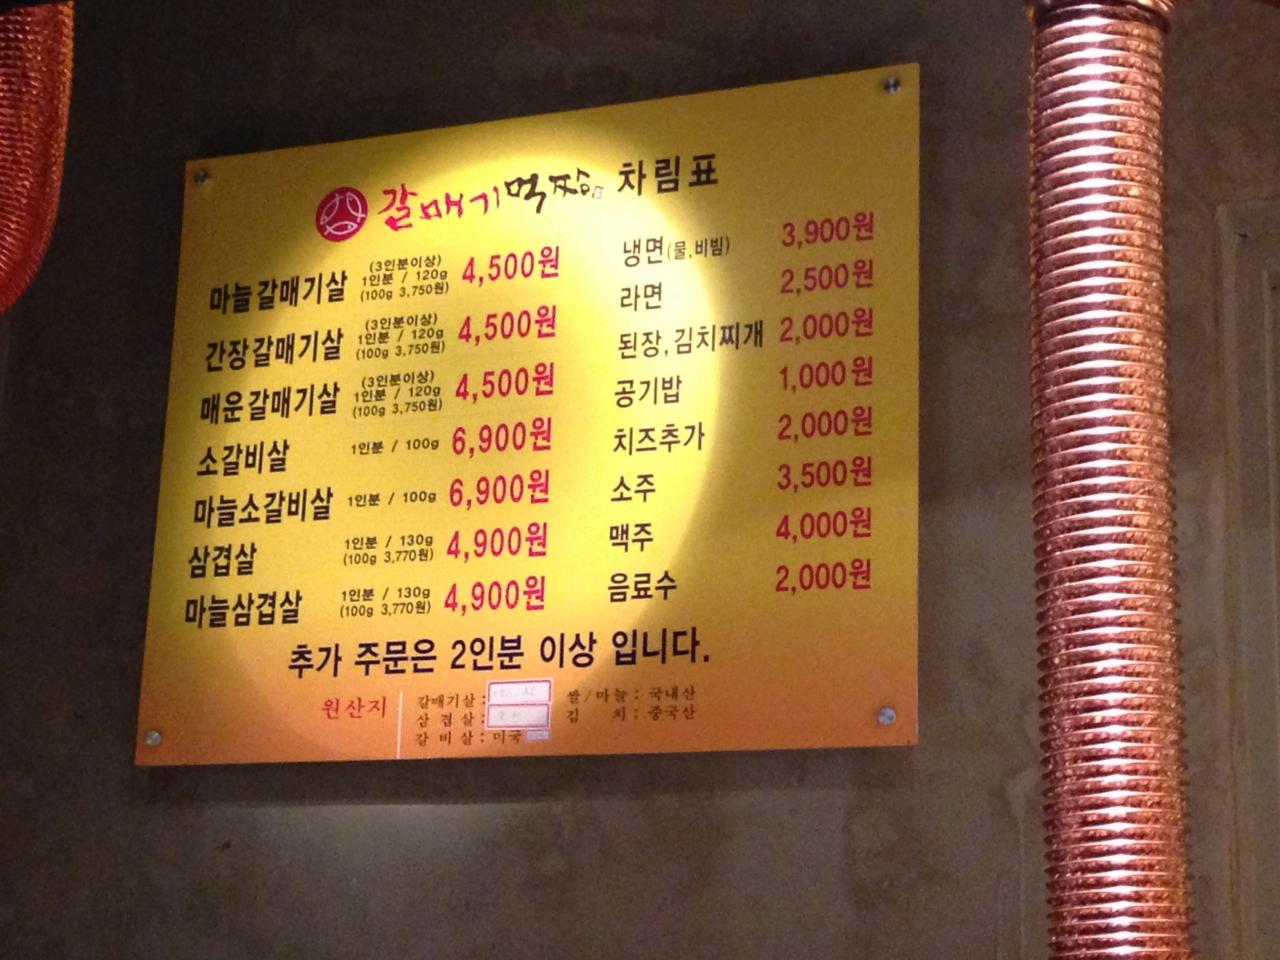 갈매기 먹짱 차림표
마늘갈매기살 (3인분이상) 1인분 / 120g (100g 3,750원) 4,500원
간장갈매기살 (3인분이상) 1인분 / 120g (100g 3,750원) 4,500원
매운갈매기살 (3인분이상) 1인분 / 120g (100g 3,750원) 4,500원
소갈비살 1인분 / 100g 6,900원
마늘소갈비살 1인분 / 100g 6,900원
삼겹살 1인분 / 130g (100g 3,770원) 4,900원
마늘삼겹살 1인분 / 130g (100g 3,770원) 4,900원
냉면(물,비빔) 3,900원
라면 2,500원
된장,김치찌개 2,000원
공기밥 1,000원
치즈추가 2,000원
소주 3,500원
맥주 4,000원
음료수 2,000원
추가 주문은 2인분 이상 입니다.
원산지
갈매기살 :
삼겹살 :
갈비살 : 미국
쌀/마늘 : 국내산
김치 : 중국산